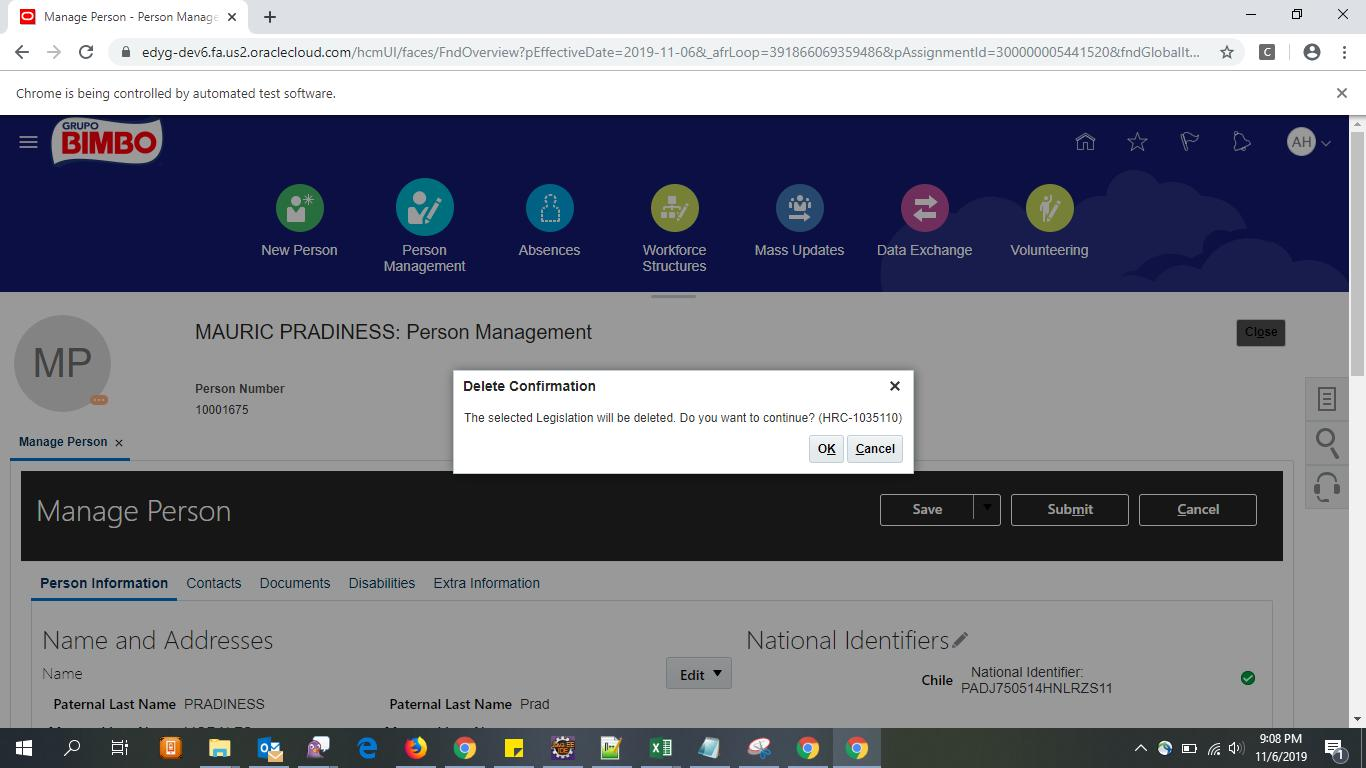 Manage Person - Person Manage
edyg-dev6.fa.us2.oraclecloud.com/hcmUI/faces/FndOverview?pEffectiveDate=2019-11-06&_afrLoop=391866069359486&pAssignmentId=300000005441520&fndGlobalIt...
C
Chrome is being controlled by automated test software.
GRUPO
BIMBO
AH
New Person
Person
Management
Absences
Workforce
Structures
Mass Updates
Data Exchange
Volunteering
MP
MAURIC PRADINESS: Person Management
Close
Person Number
10001675
Delete Confirmation
The selected Legislation will be deleted. Do you want to continue? (HRC-1035110)
OK
Cancel
Manage Person
Manage Person
Save
Submit
Cancel
Person Information
Contacts
Documents
Disabilities
Extra Information
Name and Addresses
National Identifiers
Name
Edit
Chile
National Identifier:
PADJ750514HNLRZS11
Paternal Last Name PRADINESS
Paternal Last Name Prad
9:08 PM
11/6/2019
1